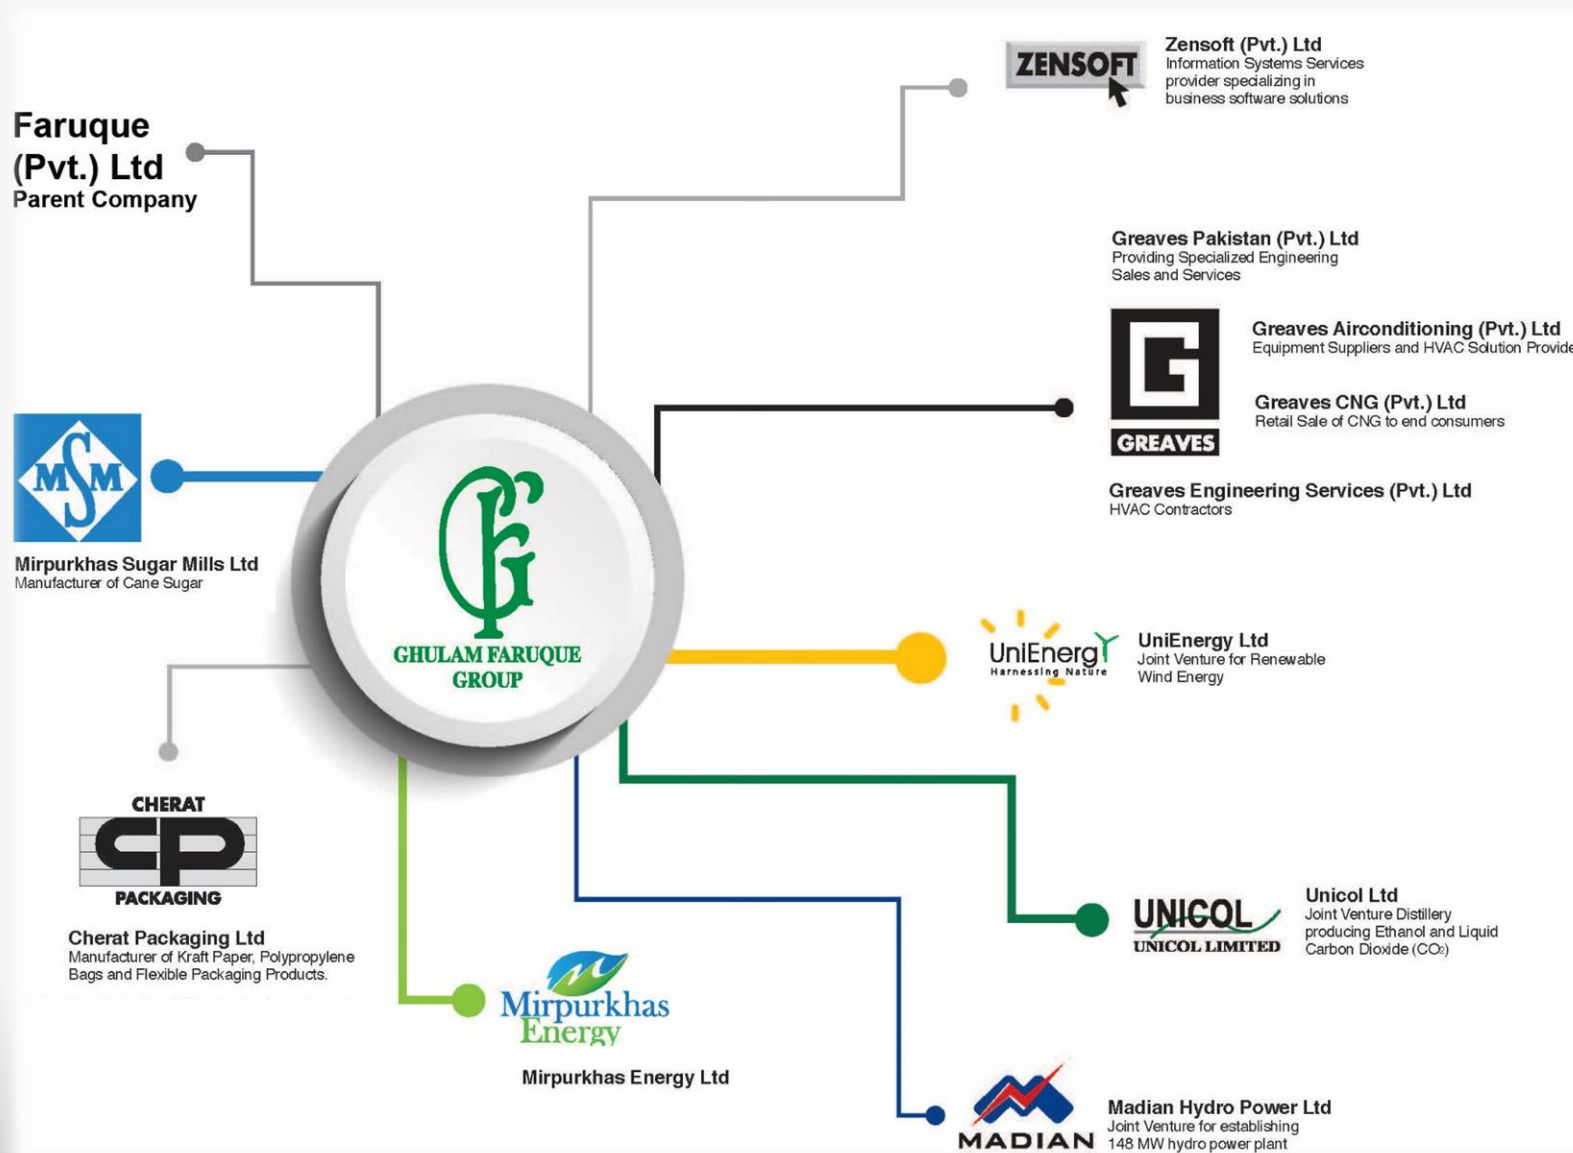 Faruque
(Pvt.) Ltd
Parent Company
ZENSOFT
Zensoft (Pvt.) Ltd
Information Systems Services
provider specializing in
business software solutions
Greaves Pakistan (Pvt.) Ltd
Providing Specialized Engineering
Sales and Services
G
GREAVES
Greaves Airconditioning (Pvt.) Ltd
Equipment Suppliers and HVAC Solution Provide
Greaves CNG (Pvt.) Ltd
Retail Sale of CNG to end consumers
Greaves Engineering Services (Pvt.) Ltd
HVAC Contractors
MSM
Mirpurkhas Sugar Mills Ltd
Manufacturer of Cane Sugar
GF
GHULAM FARUQUE
GROUP
UniEnergy
Harnessing Nature
UniEnergy Ltd
Joint Venture for Renewable
Wind Energy
CHERAT
CP
PACKAGING
Cherat Packaging Ltd
Manufacturer of Kraft Paper, Polypropylene
Bags and Flexible Packaging Products.
UNICOL
UNICOL LIMITED
Unicol Ltd
Joint Venture Distillery
producing Ethanol and Liquid
Carbon Dioxide (CO₂)
Mirpurkhas
Energy
Mirpurkhas Energy Ltd
MADIAN
Madian Hydro Power Ltd
Joint Venture for establishing
148 MW hydro power plant